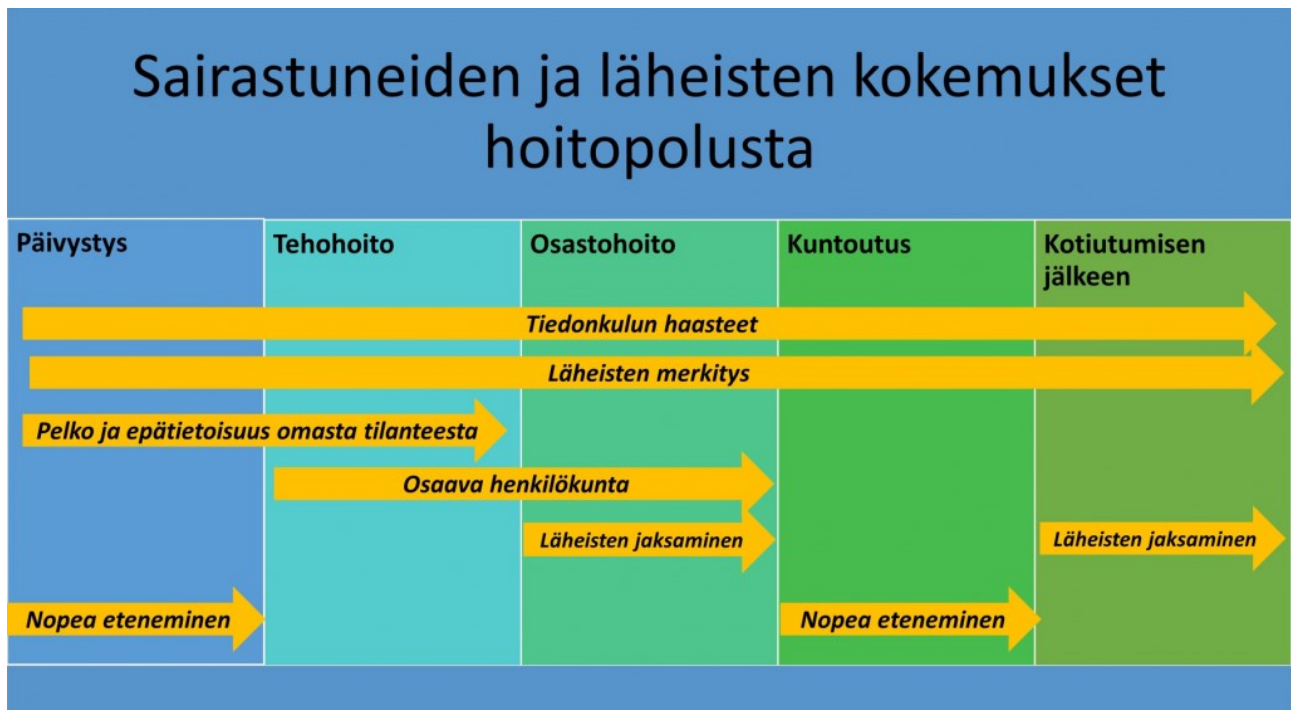 Sairastuneiden ja läheisten kokemukset
hoitopolusta
Päivystys
Tehohoito
Osastohoito
Kuntoutus
Kotiutumisen
jälkeen
Tiedonkulun haasteet
Läheisten merkitys
Pelko ja epätietoisuus omasta tilanteesta
Osaava henkilökunta
Läheisten jaksaminen
Läheisten jaksaminen
Nopea eteneminen
Nopea eteneminen